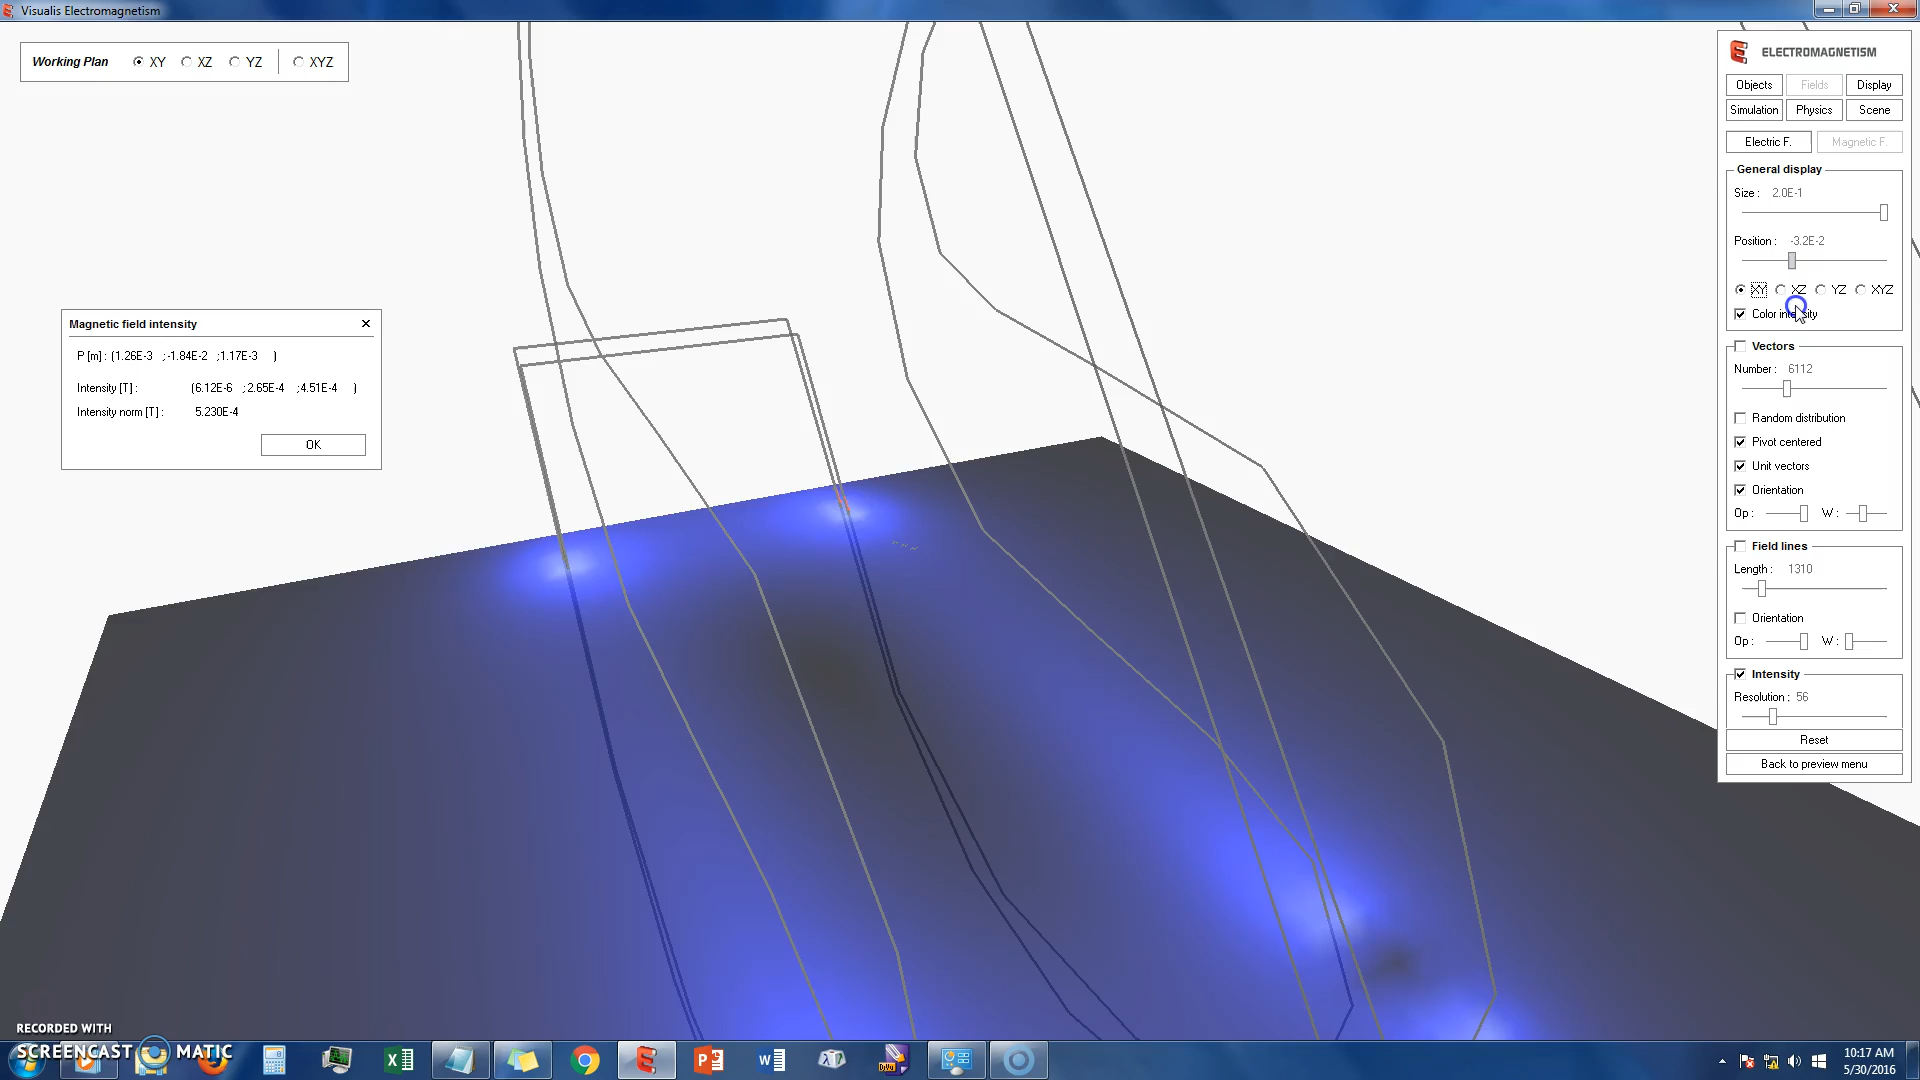 Visualis Electromagnetism
Working Plan XY XZ YZ XYZ
Magnetic field intensity
P [m] : (1.26E-3 ;-1.84E-2 ;1.17E-3 )
Intensity [T] : (6.12E-6 ;2.65E-4 ;4.51E-4 )
Intensity norm [T] : 5.230E-4
OK
ELECTROMAGNETISM
Objects Fields Display
Simulation Physics Scene
Electric F. Magnetic F.
General display
Size : 2.0E-1
Position : -3.2E-2
XY XZ YZ XYZ
Color intensity
Vectors
Number : 6112
Random distribution
Pivot centered
Unit vectors
Orientation
Op : W :
Field lines
Length : 1310
Orientation
Op : W :
Intensity
Resolution : 56
Reset
Back to preview menu
RECORDED WITH
SCREENCAST MATIC
10:17 AM
5/30/2016